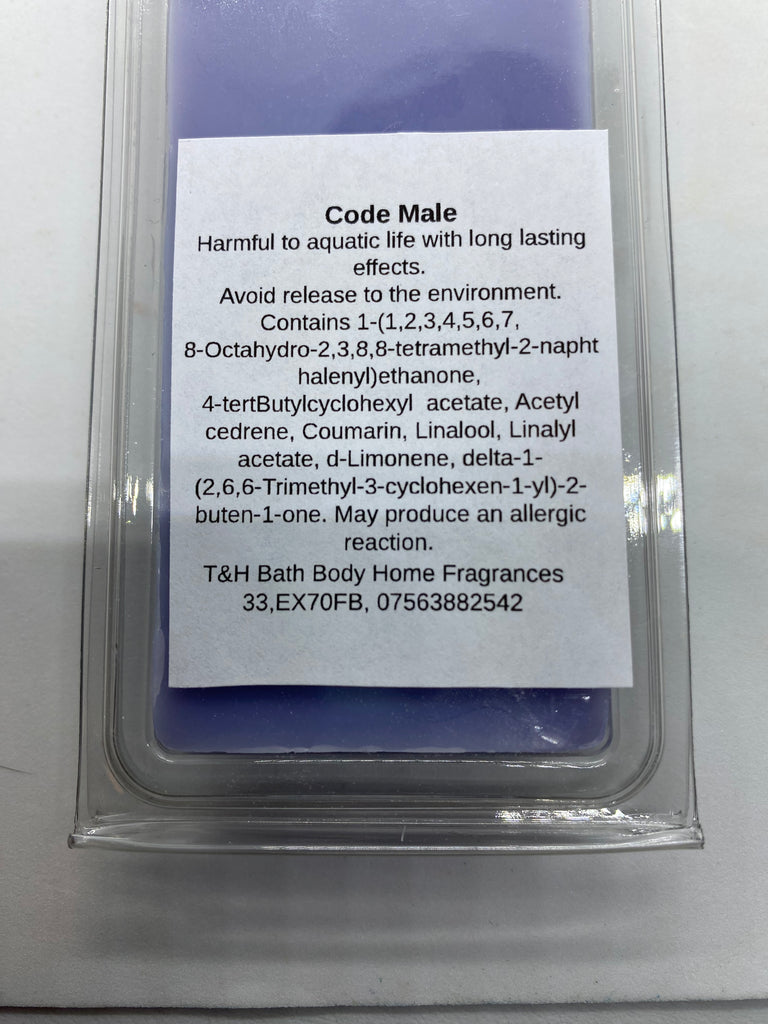 Code Male
Harmful to aquatic life with long lasting
effects.
Avoid release to the environment.
Contains 1-(1,2,3,4,5,6,7,
8-Octahydro-2,3,8,8-tetramethyl-2-napht
halenyl)ethanone,
4-tertButylcyclohexyl  acetate, Acetyl
cedrene, Coumarin, Linalool, Linalyl
acetate, d-Limonene, delta-1-
(2,6,6-Trimethyl-3-cyclohexen-1-yl)-2-
buten-1-one. May produce an allergic
reaction.
T&H Bath Body Home Fragrances
33,EX70FB, 07563882542